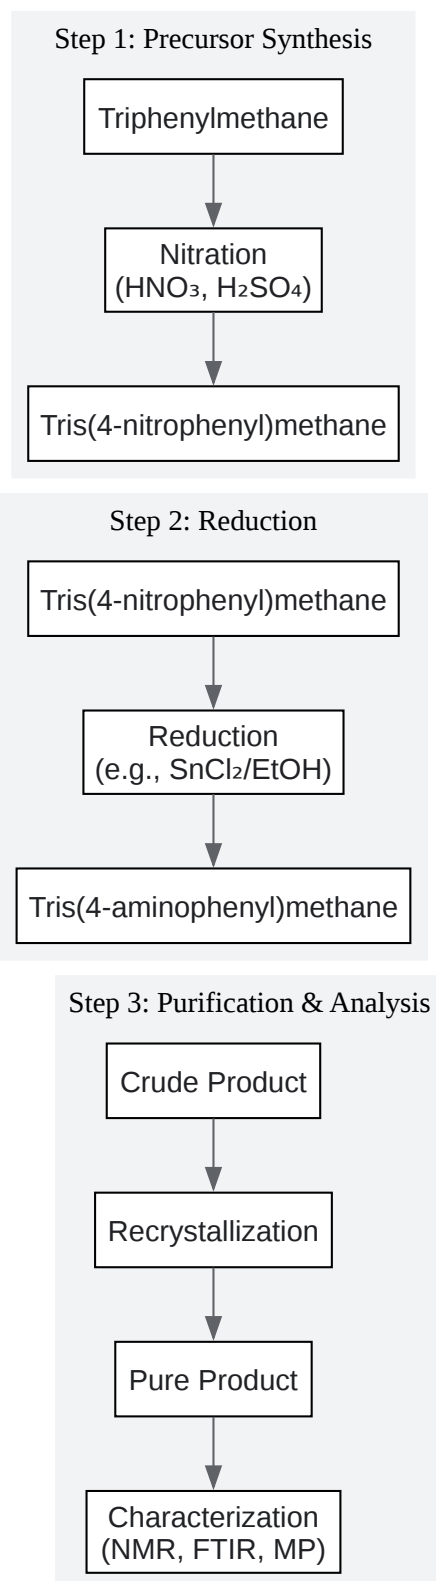 Step 1: Precursor Synthesis
Triphenylmethane
Nitration
(HNO₃, H₂SO₄)
Tris(4-nitrophenyl)methane
Step 2: Reduction
Tris(4-nitrophenyl)methane
Reduction
(e.g., SnCl₂/EtOH)
Tris(4-aminophenyl)methane
Step 3: Purification & Analysis
Crude Product
Recrystallization
Pure Product
Characterization
(NMR, FTIR, MP)